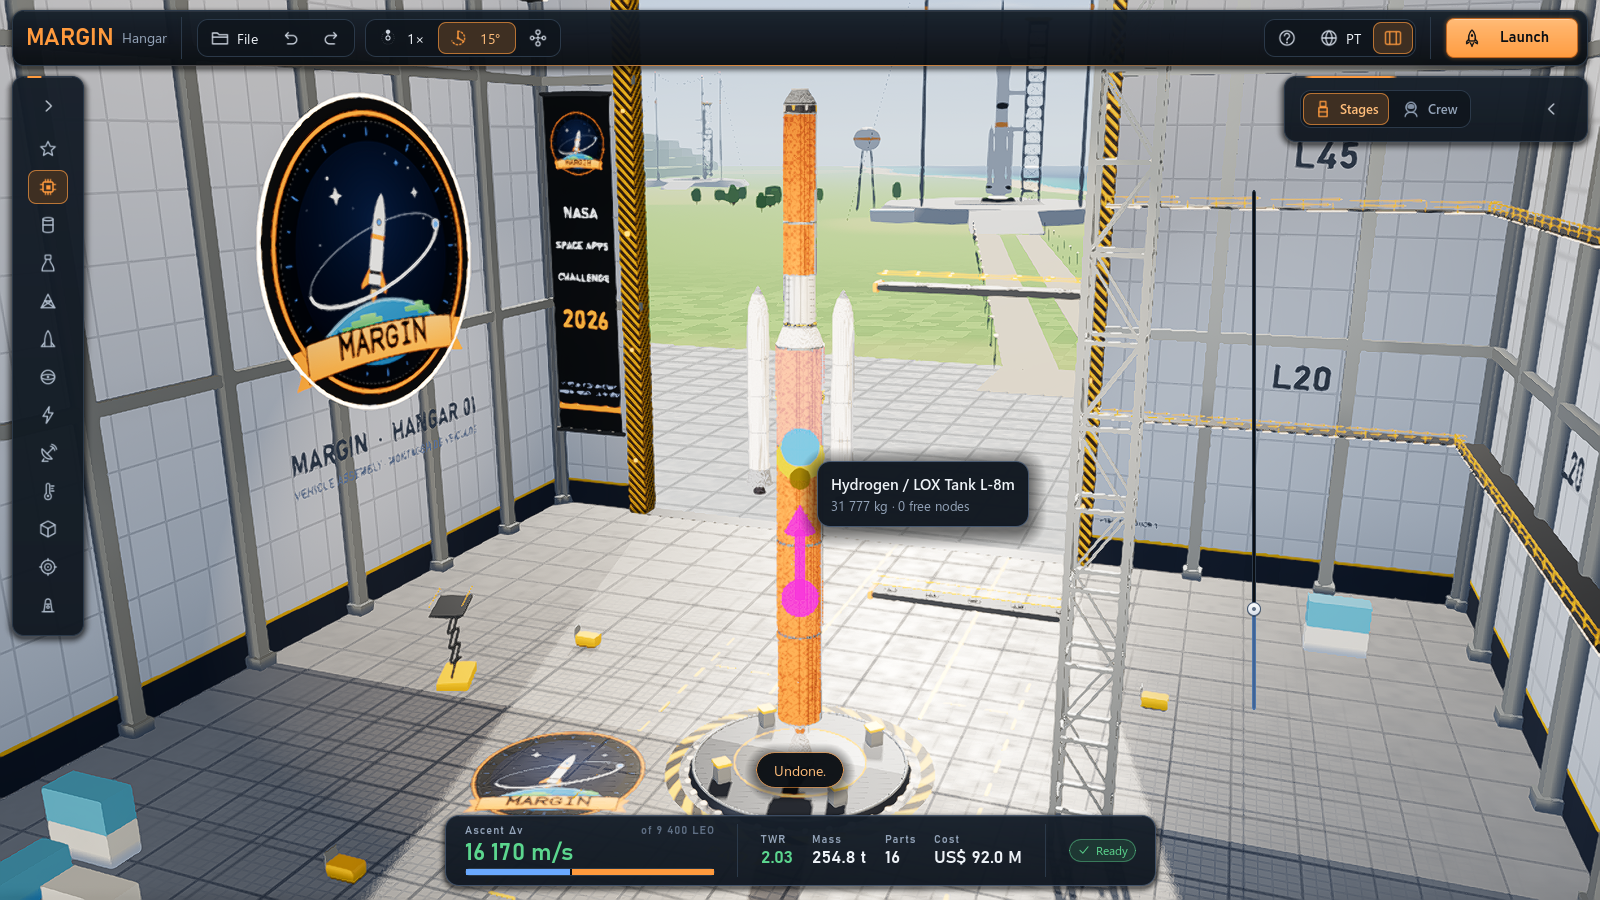 MARGIN Hangar
File
1×
15°
PT
Launch
Stages
Crew
L45
L20
L20
MARGIN
NASA
SPACE APPS
CHALLENGE
2026
MARGIN · HANGAR 01
Hydrogen / LOX Tank L-8m
31 777 kg · 0 free nodes
Undone.
MARGIN
Ascent Δv
of 9 400 LEO
16 170 m/s
TWR
2.03
Mass
254.8 t
Parts
16
Cost
US$ 92.0 M
Ready